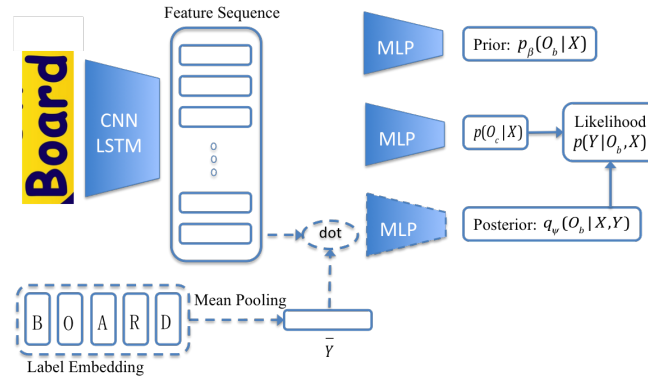 Feature Sequence
Board
CNN
LSTM
MLP
Prior: p_β(O_b|X)
MLP
p(O_c|X)
Likelihood
p(Y|O_b,X)
dot
MLP
Posterior: q_ψ(O_b|X,Y)
B O A R D
Mean Pooling
Y̅
Label Embedding